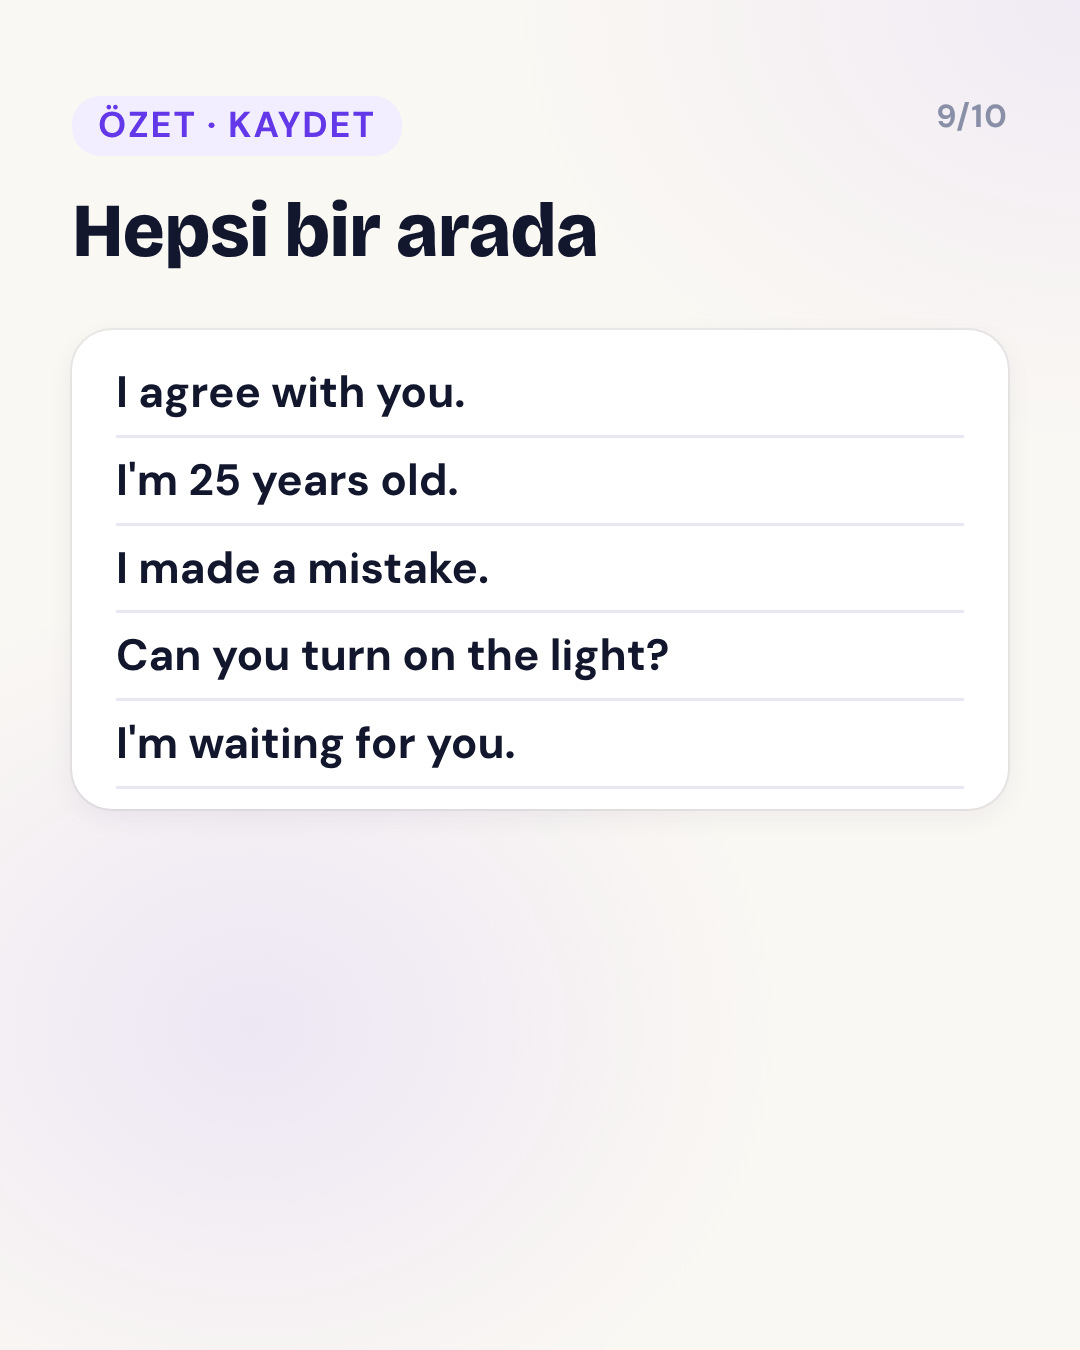 ÖZET · KAYDET
9/10
Hepsi bir arada
I agree with you.
I'm 25 years old.
I made a mistake.
Can you turn on the light?
I'm waiting for you.